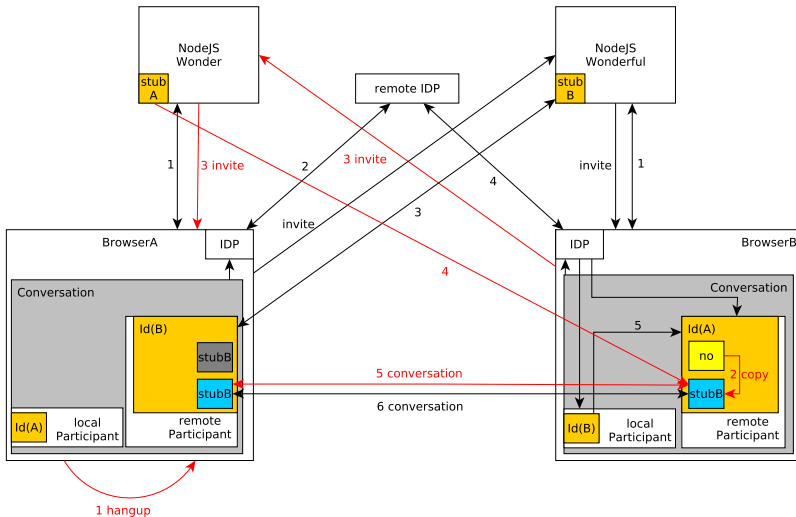 NodeJS
Wonder
stub
A
NodeJS
Wonderful
stub
B
remote IDP
1
3 invite
2
3 invite
4
3
invite
invite
1
BrowserA
IDP
IDP
BrowserB
4
Conversation
Id(B)
stubB
stubB
local
Participant
Id(A)
remote
Participant
5 conversation
6 conversation
Conversation
5
Id(A)
no
2 copy
stubB
Id(B)
local
Participant
remote
Participant
1 hangup